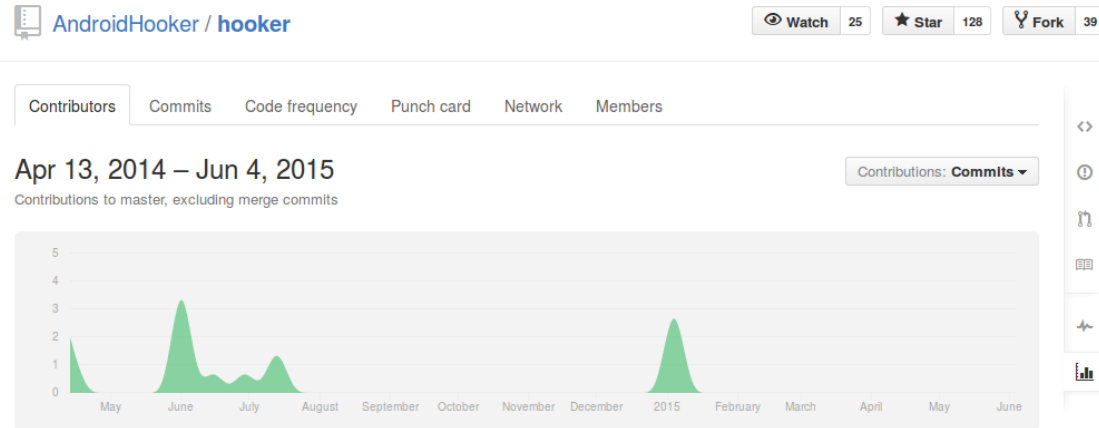 AndroidHooker / hooker
Watch 25 Star 128 Fork 39
Contributors Commits Code frequency Punch card Network Members
Apr 13, 2014 – Jun 4, 2015
Contributions: Commits
Contributions to master, excluding merge commits
5
4
3
2
1
0
May June July August September October November December 2015 February March April May June